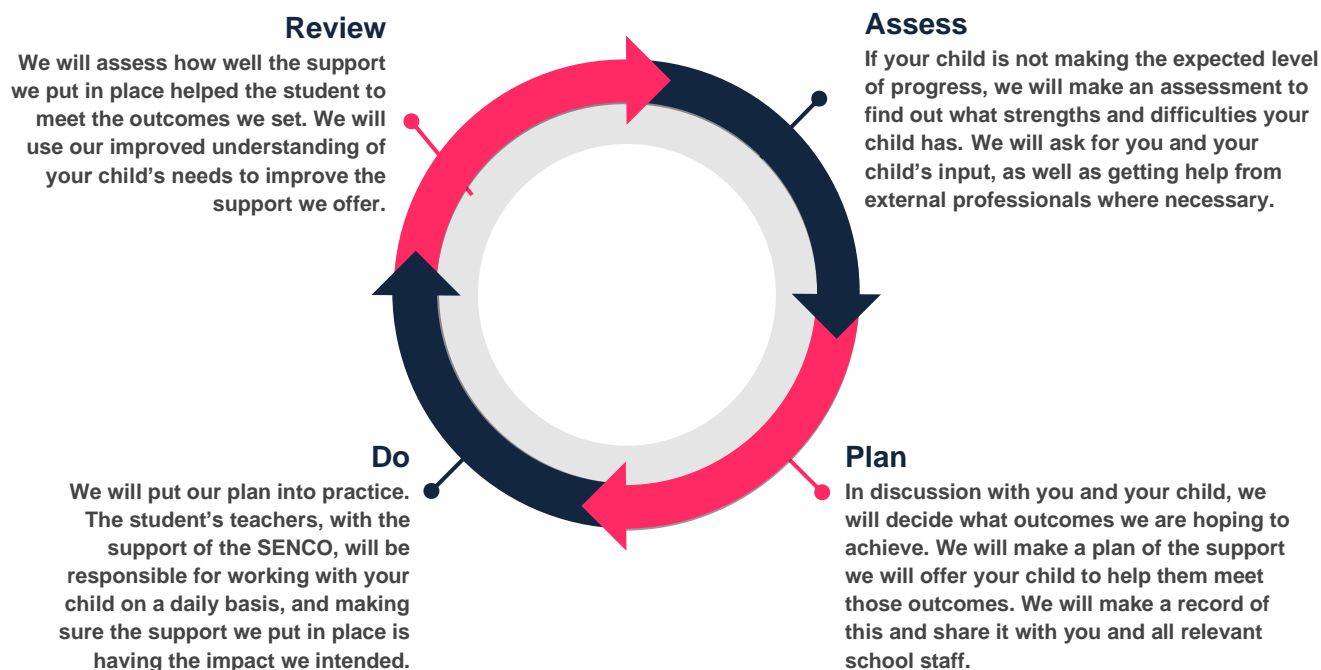 Review
We will assess how well the support
we put in place helped the student to
meet the outcomes we set. We will
use our improved understanding of
your child’s needs to improve the
support we offer.
Assess
If your child is not making the expected level
of progress, we will make an assessment to
find out what strengths and difficulties your
child has. We will ask for you and your
child’s input, as well as getting help from
external professionals where necessary.
Do
We will put our plan into practice.
The student’s teachers, with the
support of the SENCO, will be
responsible for working with your
child on a daily basis, and making
sure the support we put in place is
having the impact we intended.
Plan
In discussion with you and your child, we
will decide what outcomes we are hoping to
achieve. We will make a plan of the support
we will offer your child to help them meet
those outcomes. We will make a record of
this and share it with you and all relevant
school staff.